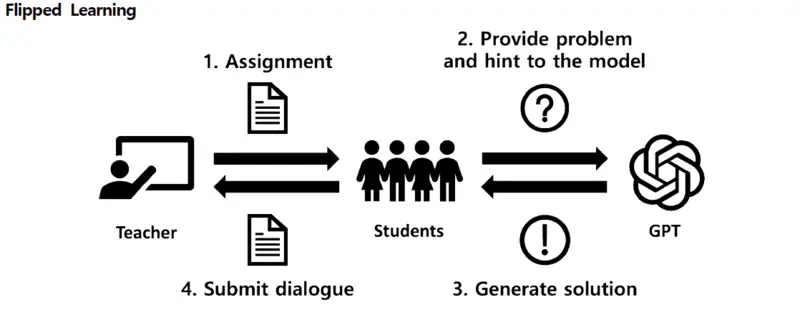 Flipped Learning
1. Assignment
2. Provide problem
and hint to the model
?
Teacher
Students
!
GPT
4. Submit dialogue
3. Generate solution